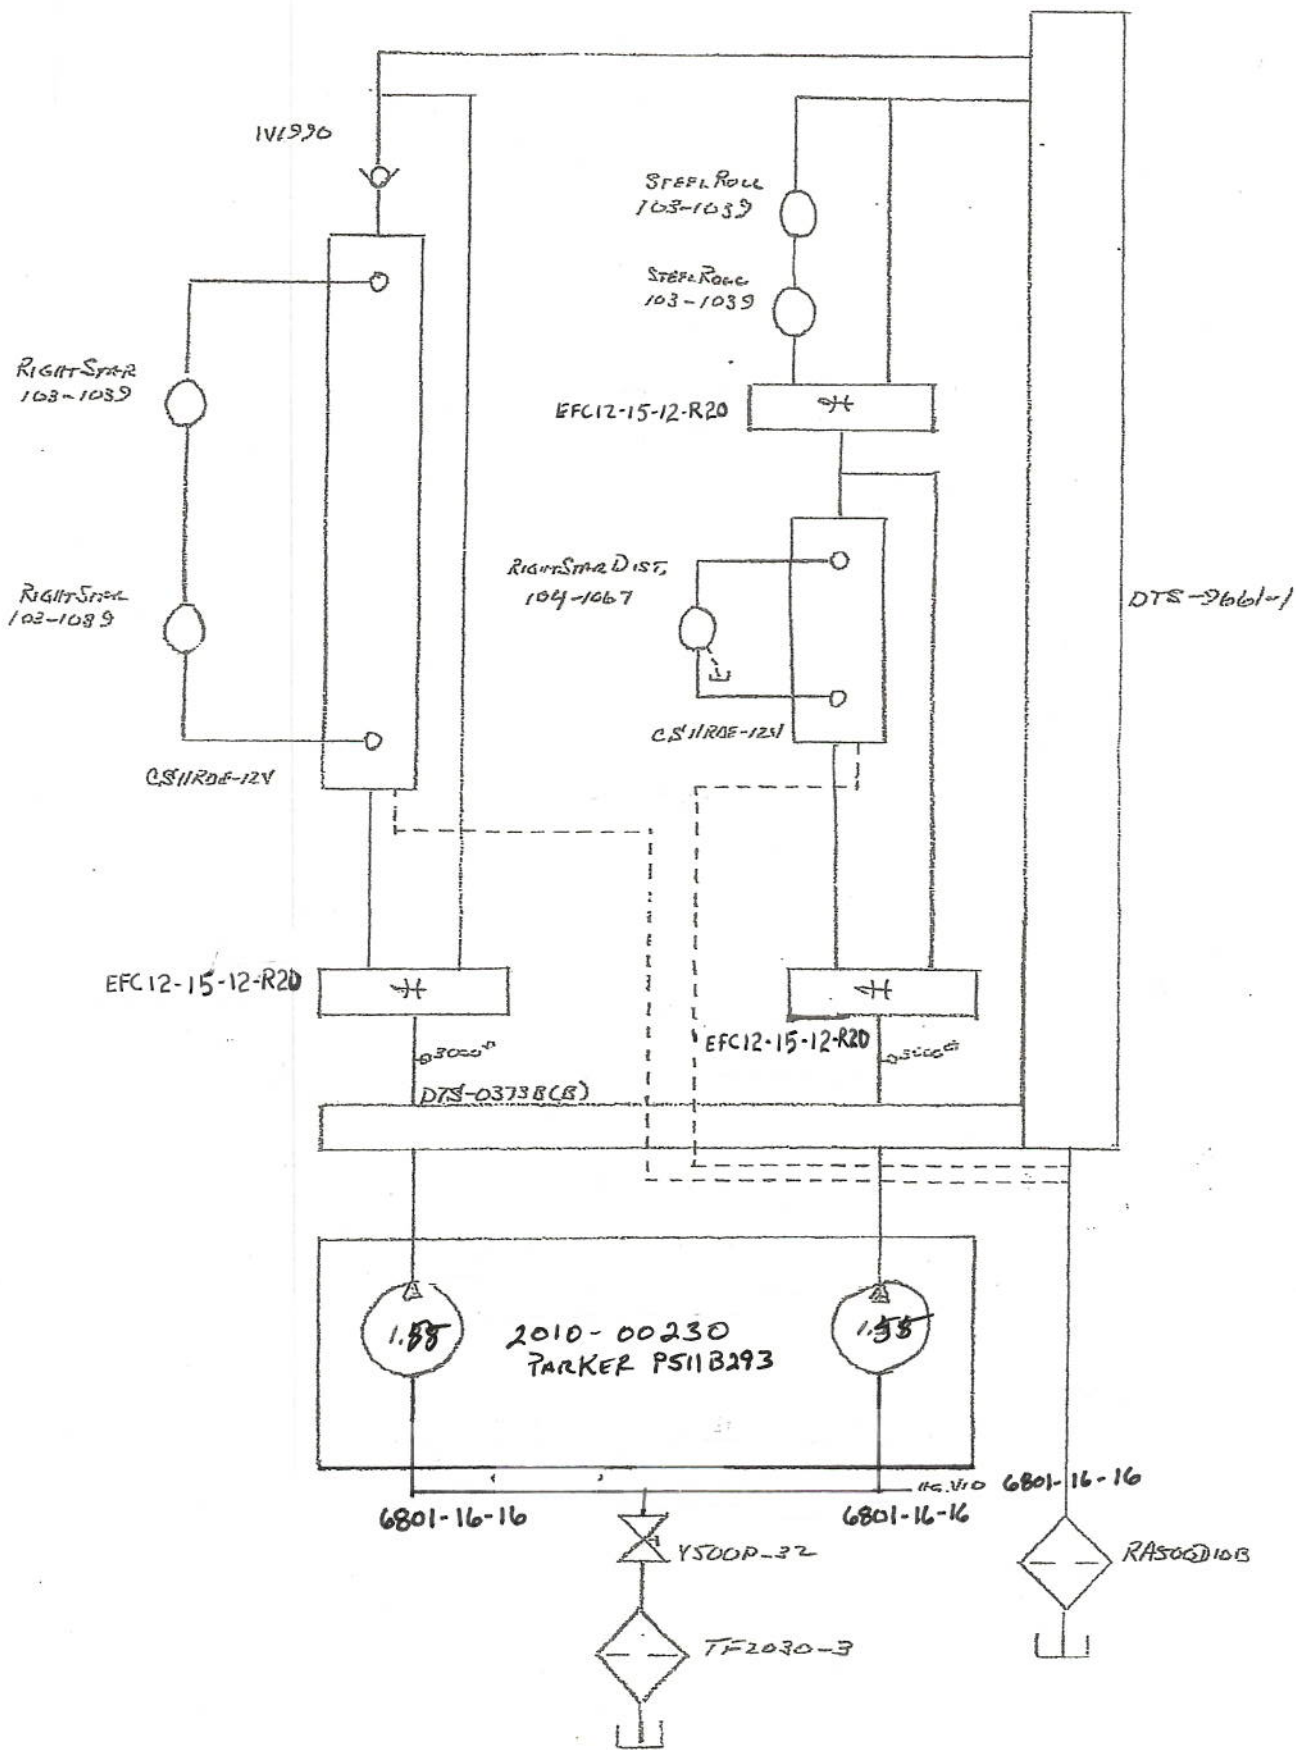 1V1990
STEEL ROLL
103-1039
STEEL ROLL
103-1039
RIGHT STAR
103-1039
EFC12-15-12-R20
RIGHT STAR DIST,
104-1067
DTS-9661-1
RIGHT STAR
103-1039
CS11RDE-12V
CS11RDE-12V
EFC12-15-12-R20
EFC12-15-12-R20
3000#
3000#
DTS-0373B(B)
2010-00230
PARKER P511B293
6801-16-16
6801-16-16
6801-16-16
Y500P-32
RA500D10B
TF2030-3